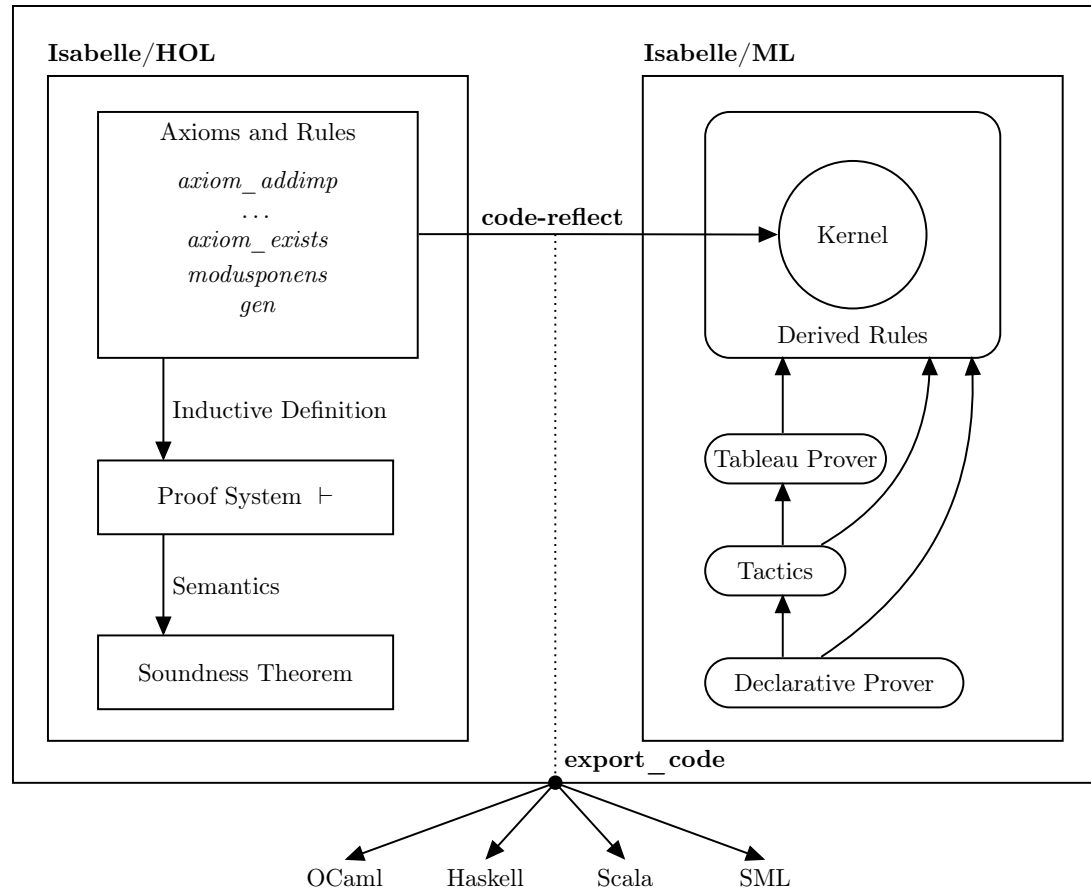 Isabelle/HOL
Axioms and Rules
axiom_addimp
...
axiom_exists
modusponens
gen
Inductive Definition
Proof System ⊢
Semantics
Soundness Theorem
code-reflect
Isabelle/ML
Kernel
Derived Rules
Tableau Prover
Tactics
Declarative Prover
export_code
OCaml
Haskell
Scala
SML